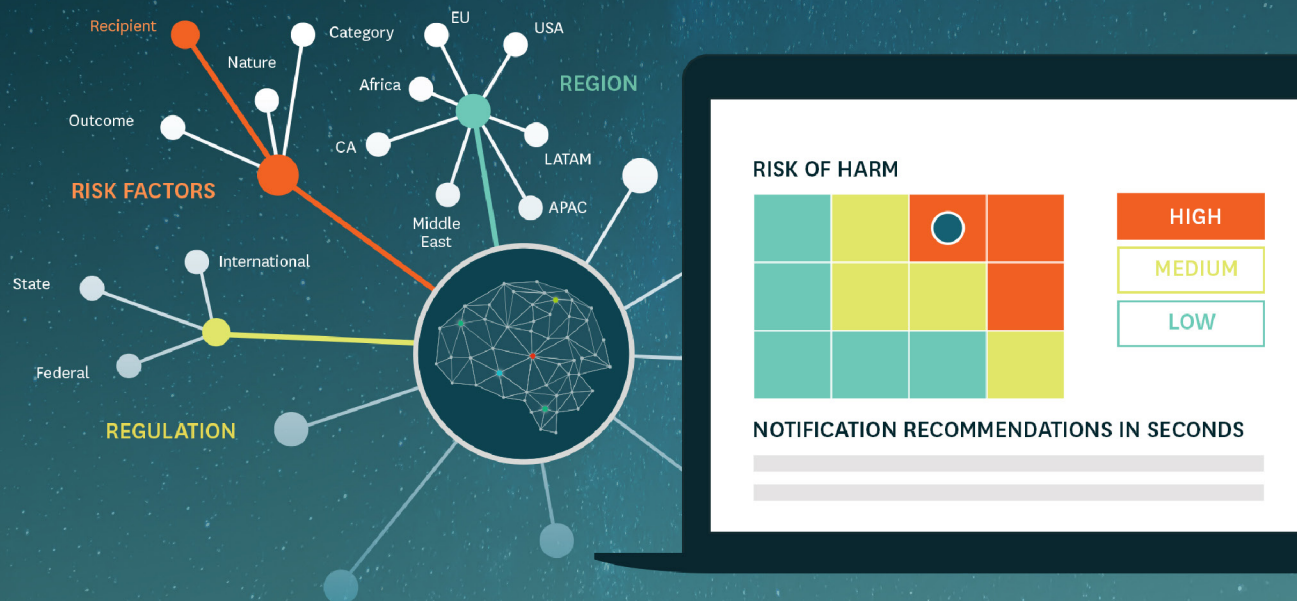 Recipient
Category
Nature
Outcome
RISK FACTORS
EU
USA
Africa
REGION
CA
LATAM
APAC
Middle
East
International
State
Federal
REGULATION
RISK OF HARM
HIGH
MEDIUM
LOW
NOTIFICATION RECOMMENDATIONS IN SECONDS